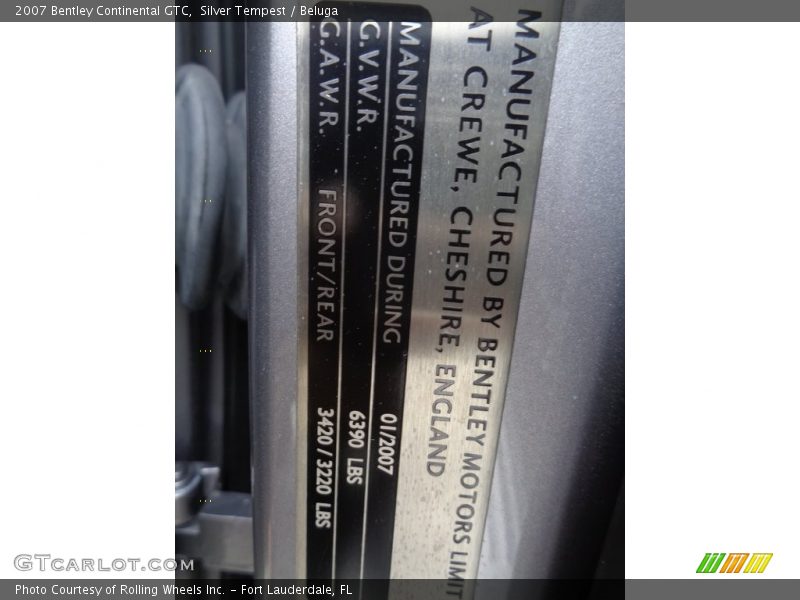 2007 Bentley Continental GTC, Silver Tempest / Beluga
MANUFACTURED BY BENTLEY MOTORS LIMIT
AT CREWE, CHESHIRE, ENGLAND
MANUFACTURED DURING 01/2007
G.V.W.R. 6390 LBS
G.A.W.R. FRONT/REAR 3420 / 3220 LBS
GTcarlot.com
Photo Courtesy of Rolling Wheels Inc. – Fort Lauderdale, FL